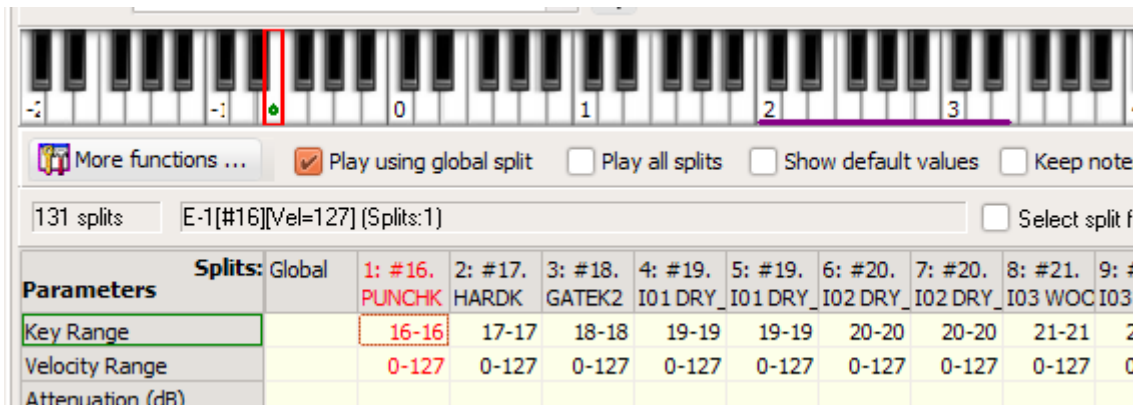 -2 -1 0 1 2 3
More functions ... Play using global split Play all splits Show default values Keep note
131 splits E-1[#16][Vel=127] (Splits:1) Select split f
Splits: Global 1: #16. 2: #17. 3: #18. 4: #19. 5: #19. 6: #20. 7: #20. 8: #21. 9: #
Parameters PUNCHK HARDK GATEK2 I01 DRY_ I01 DRY_ I02 DRY_ I02 DRY_ I03 WOC I03
Key Range 16-16 17-17 18-18 19-19 19-19 20-20 20-20 21-21 2
Velocity Range 0-127 0-127 0-127 0-127 0-127 0-127 0-127 0-127 0
Attenuation (dB)